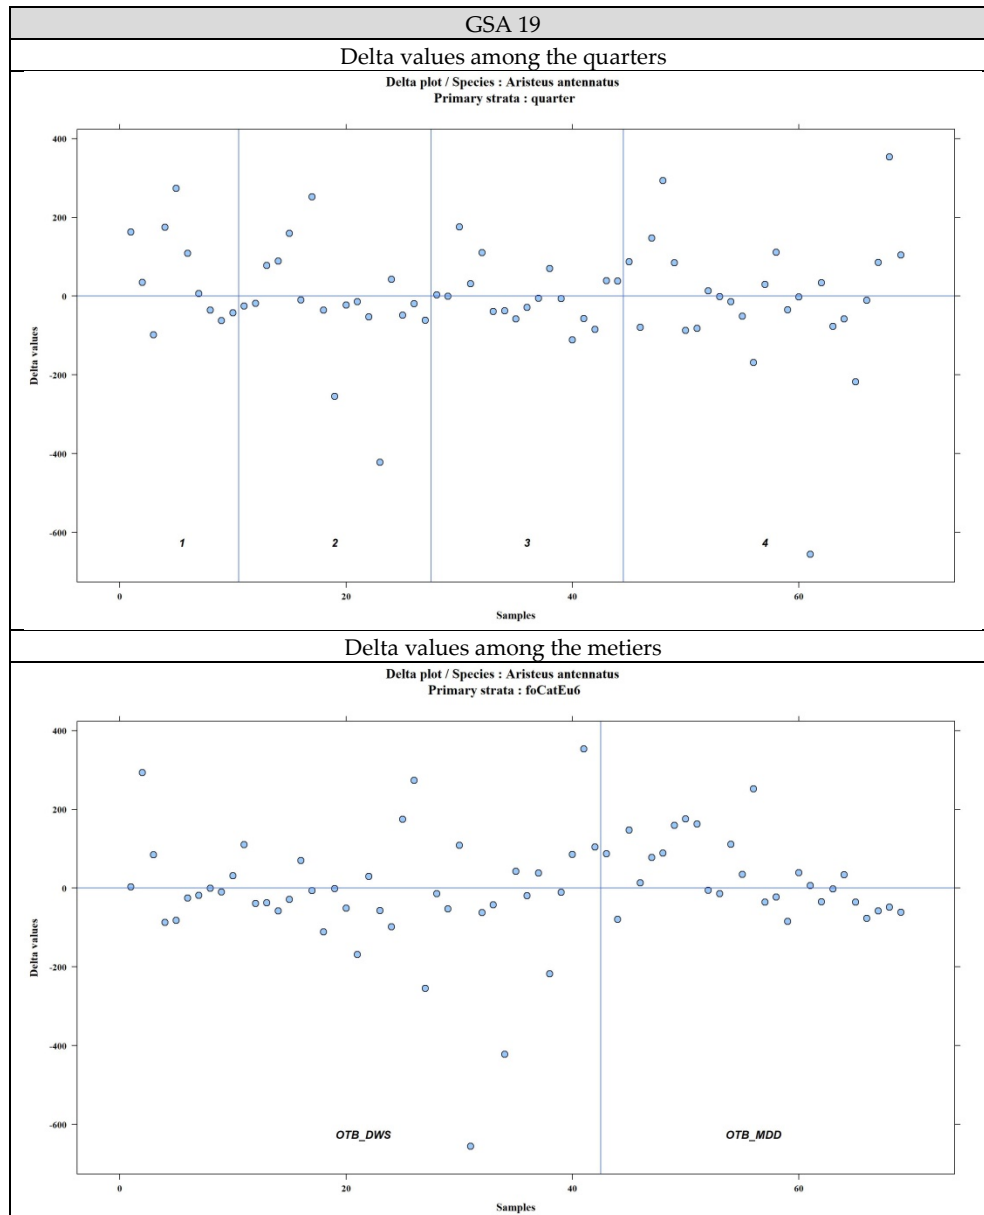 GSA 19
Delta values among the quarters
Delta plot / Species : Aristeus antennatus
Primary strata : quarter
400
200
0
-200
-400
-600
Delta values
1 2 3 4
0 20 40 60
Samples
Delta values among the metiers
Delta plot / Species : Aristeus antennatus
Primary strata : foCatEu6
400
200
0
-200
-400
-600
Delta values
OTB_DWS OTB_MDD
0 20 40 60
Samples